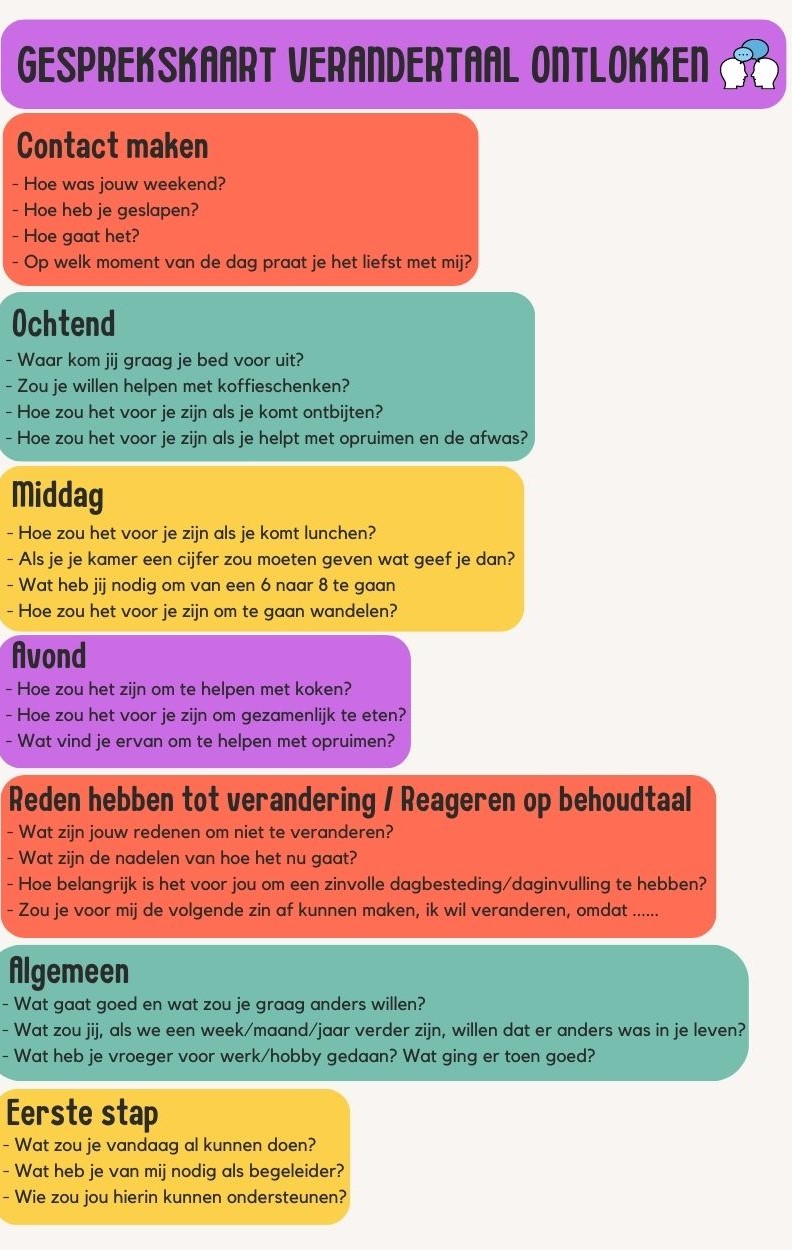 GESPREKSKAART VERANDERTAAL ONTLOKKEN
Contact maken
- Hoe was jouw weekend?
- Hoe heb je geslapen?
- Hoe gaat het?
- Op welk moment van de dag praat je het liefst met mij?
Ochtend
- Waar kom jij graag je bed voor uit?
- Zou je willen helpen met koffieschenken?
- Hoe zou het voor je zijn als je komt ontbijten?
- Hoe zou het voor je zijn als je helpt met opruimen en de afwas?
Middag
- Hoe zou het voor je zijn als je komt lunchen?
- Als je je kamer een cijfer zou moeten geven wat geef je dan?
- Wat heb jij nodig om van een 6 naar 8 te gaan
- Hoe zou het voor je zijn om te gaan wandelen?
Avond
- Hoe zou het zijn om te helpen met koken?
- Hoe zou het voor je zijn om gezamenlijk te eten?
- Wat vind je ervan om te helpen met opruimen?
Reden hebben tot verandering / Reageren op behoudtaal
- Wat zijn jouw redenen om niet te veranderen?
- Wat zijn de nadelen van hoe het nu gaat?
- Hoe belangrijk is het voor jou om een zinvolle dagbesteding/daginvulling te hebben?
- Zou je voor mij de volgende zin af kunnen maken, ik wil veranderen, omdat ......
Algemeen
- Wat gaat goed en wat zou je graag anders willen?
- Wat zou jij, als we een week/maand/jaar verder zijn, willen dat er anders was in je leven?
- Wat heb je vroeger voor werk/hobby gedaan? Wat ging er toen goed?
Eerste stap
- Wat zou je vandaag al kunnen doen?
- Wat heb je van mij nodig als begeleider?
- Wie zou jou hierin kunnen ondersteunen?